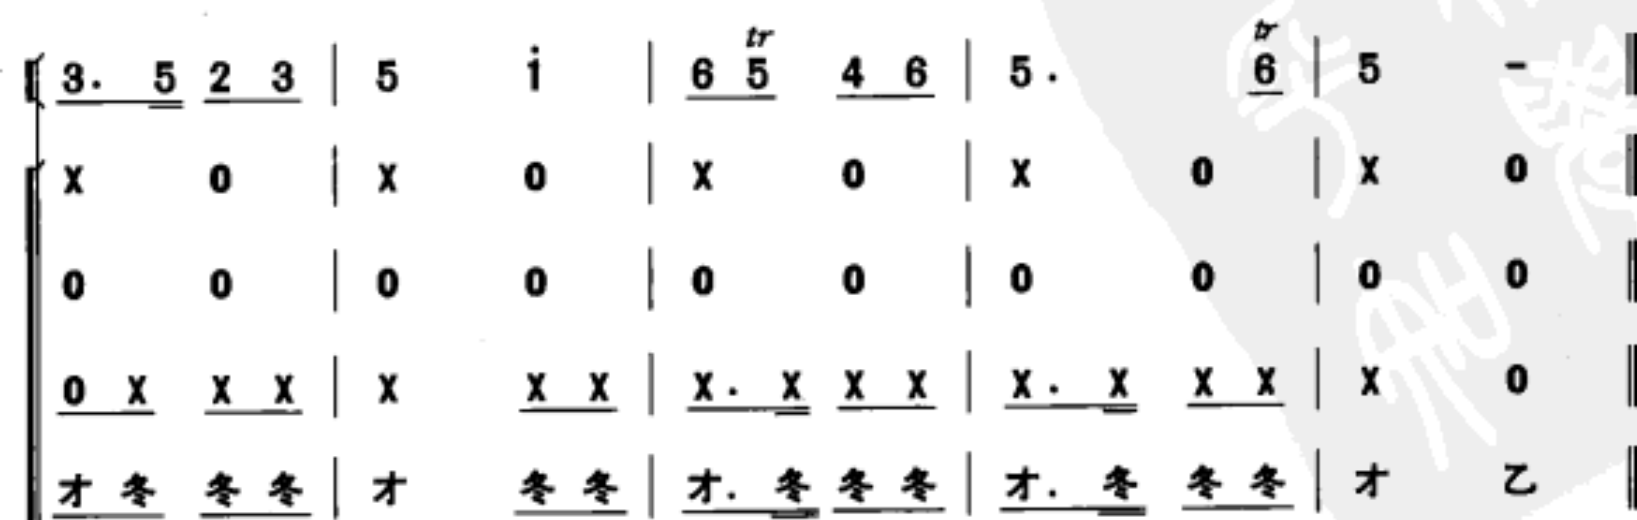 tr tr
3. 5 2 3 | 5 i | 6 5 4 6 | 5. 6 | 5 - ‖
X 0 | X 0 | X 0 | X 0 | X 0 ‖
0 0 | 0 0 | 0 0 | 0 0 | 0 0 ‖
0 X X X | X X X | X. X X X | X. X X X | X 0 ‖
才 冬 冬 冬 | 才 冬 冬 | 才. 冬 冬 冬 | 才. 冬 冬 冬 | 才 乙 ‖